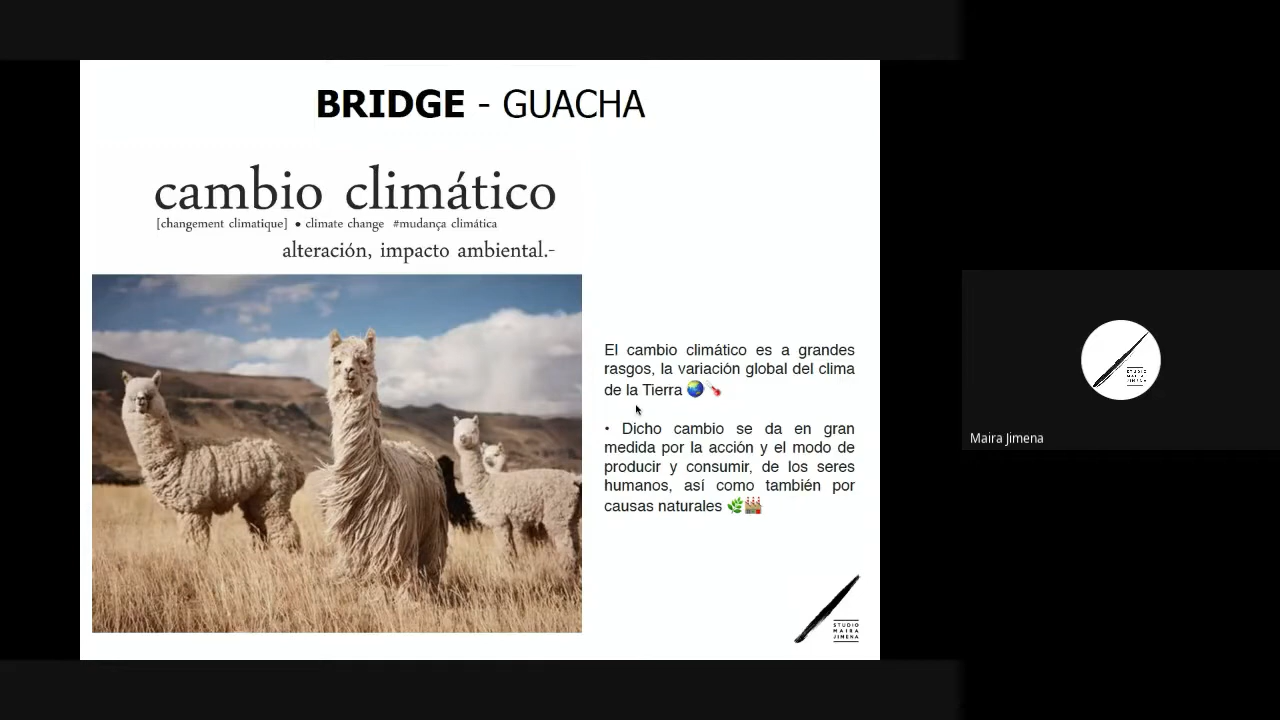 BRIDGE - GUACHA
cambio climático
[changement climatique] • climate change #mudança climática
alteración, impacto ambiental.-
El cambio climático es a grandes
rasgos, la variación global del clima
de la Tierra 🌎🌡️
• Dicho cambio se da en gran
medida por la acción y el modo de
producir y consumir, de los seres
humanos, así como también por
causas naturales 🌿🏭
STUDIO
MAIRA
JIMENA
STUDIO
MAIRA
JIMENA
Maira Jimena